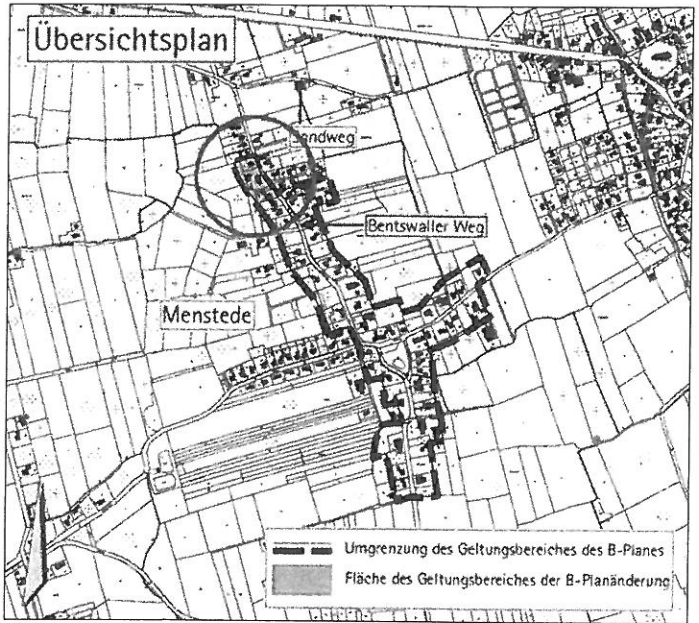 Übersichtsplan
Bentswaller Weg
Menstede
Umgrenzung des Geltungsbereiches des B-Planes
Fläche des Geltungsbereiches der B-Planänderung